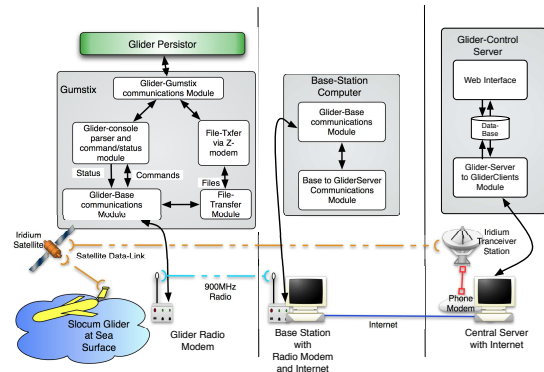 Glider Persistor
Gumstix
Glider-Gumstix
communications Module
Glider-console
parser and
command/status
module
File-Txfer
via Z-
modem
Status
Commands
Files
Glider-Base
communications
Module
File-
Transfer
Module
Base-Station
Computer
Glider-Base
communications
Module
Base to GliderServer
Communications
Module
Glider-Control
Server
Web Interface
Data-
Base
Glider-Server
to GliderClients
Module
Iridium
Satellite
Satellite Data-Link
Slocum Glider
at Sea
Surface
900MHz
Radio
Glider Radio
Modem
Base Station
with
Radio Modem
and Internet
Internet
Iridium
Tranceiver
Station
Phone
Modem
Central Server
with Internet